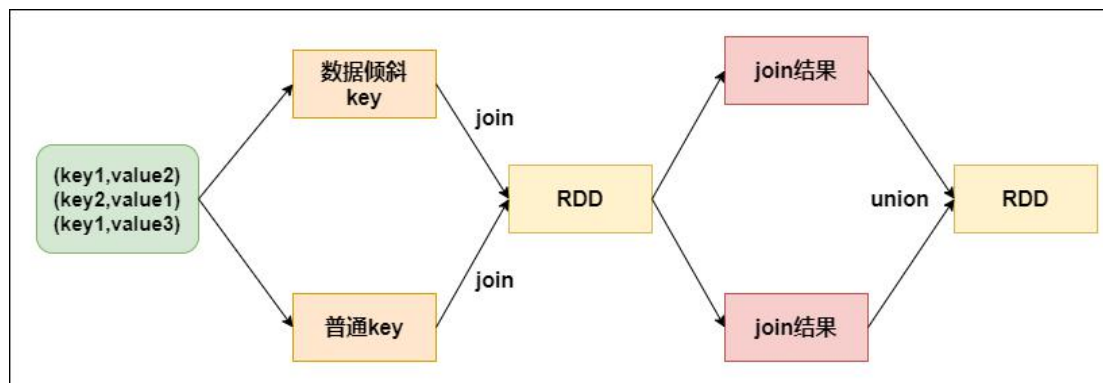 (key1,value2)
(key2,value1)
(key1,value3)
数据倾斜
key
普通key
join
join
RDD
join结果
join结果
union
RDD